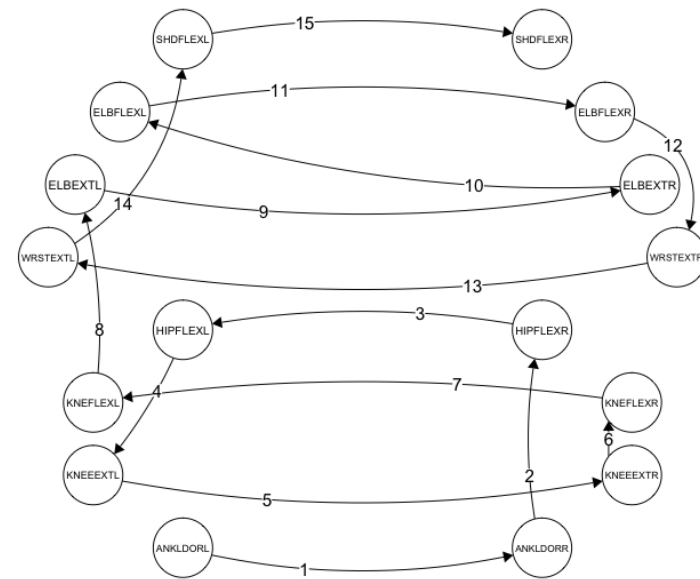 15
SHDFLEXL
SHDFLEXR
11
ELBFLEXL
ELBFLEXR
12
10
ELBEXTL
ELBEXTR
14
9
WRSTEXTL
WRSTEXTR
13
3
HIPFLEXL
HIPFLEXR
8
7
4
KNEFLEXL
KNEFLEXR
6
KNEEEXTL
KNEEEXTR
2
5
ANKLDORL
ANKLDORR
1